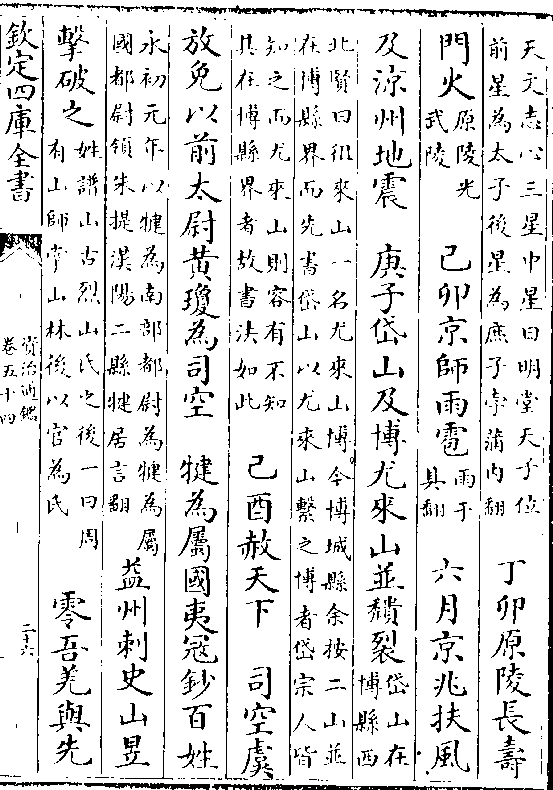 天文志心三星中星曰明堂天子位前星為太子後星為庶子孛蒲内翻 丁卯原陵長壽
門火原陵光武陵 己卯京師雨雹雨于具翻 六月京兆扶風
及涼州地震 庚子岱山及博尤來山並頹裂岱山在博縣西
北賢曰徂來山一名尤來山博今博城縣余按二山並在博縣界而先書岱山以尤來山繫之博者岱宗人皆
知之而尤來山則容有不知其在博縣界者故書法如此 己酉赦天下 司空虞
放免以前太尉黃瓊為司空 犍為屬國夷冦鈔百姓
永初元年以犍為南部都尉為犍為屬國都尉領朱提漢陽二縣犍居言翻 益州刺史山昱
擊破之姓譜山古烈山氏之後一曰周有山師掌山林後以官為氏 零吾羌與先
欽定四庫全書
資治通鑑
卷五十四
二十六